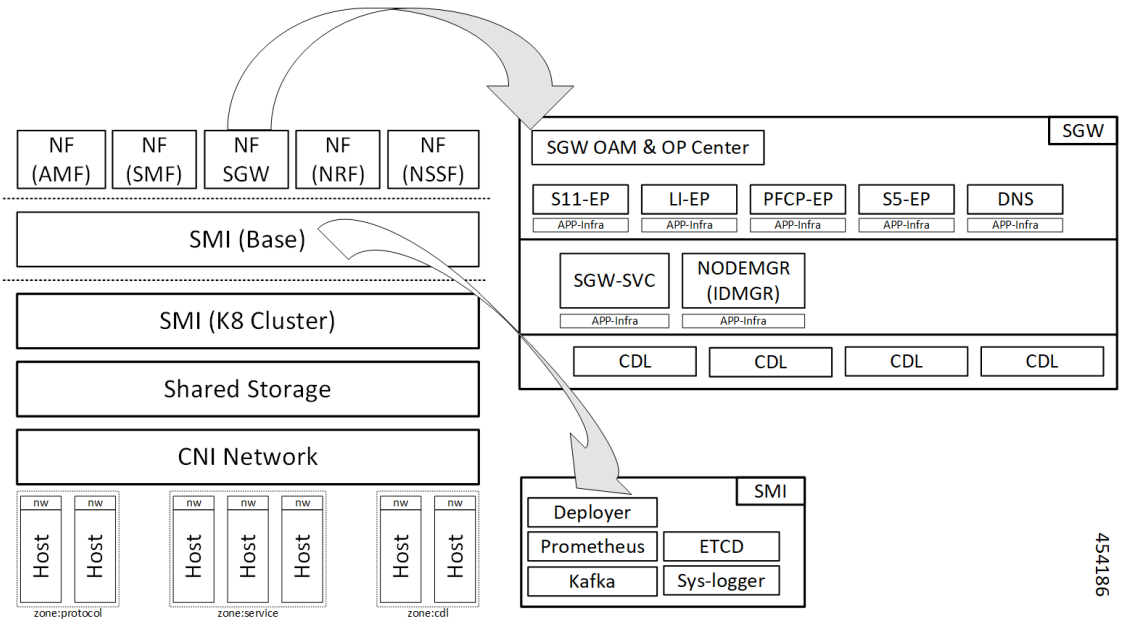 NF
(AMF)
NF
(SMF)
NF
SGW
NF
(NRF)
NF
(NSSF)
SMI (Base)
SMI (K8 Cluster)
Shared Storage
CNI Network
nw
Host
nw
Host
zone:protocol
nw
Host
nw
Host
nw
Host
zone:service
nw
Host
nw
Host
zone:cdl
SGW
SGW OAM & OP Center
S11-EP
APP-Infra
LI-EP
APP-Infra
PFCP-EP
APP-Infra
S5-EP
APP-Infra
DNS
APP-Infra
SGW-SVC
APP-Infra
NODEMGR
(IDMGR)
APP-Infra
CDL
CDL
CDL
CDL
SMI
Deployer
Prometheus
ETCD
Kafka
Sys-logger
454186